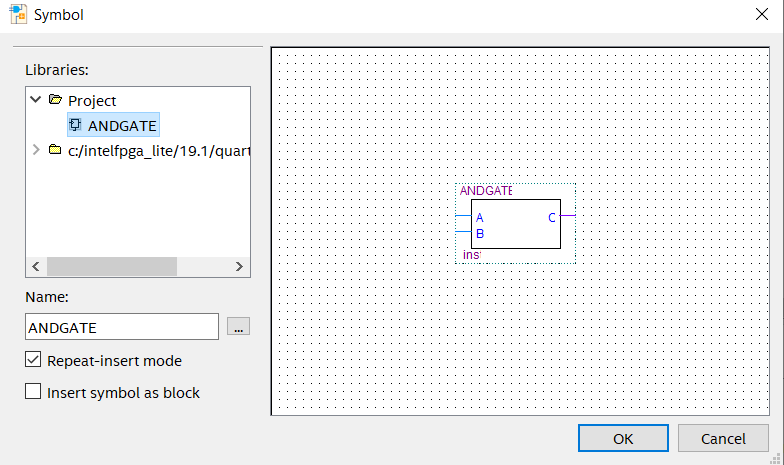 Symbol
Libraries:
Project
ANDGATE
c:/intelfpga_lite/19.1/quart
Name:
ANDGATE
...
Repeat-insert mode
Insert symbol as block
ANDGATE
A C
B
ins
OK Cancel